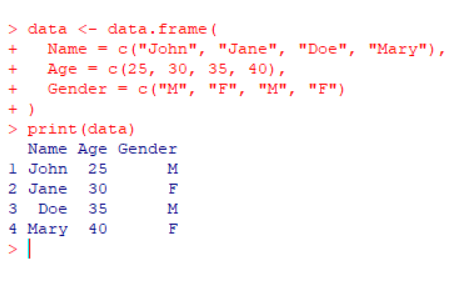 > data <- data.frame(
+   Name = c("John", "Jane", "Doe", "Mary"),
+   Age = c(25, 30, 35, 40),
+   Gender = c("M", "F", "M", "F")
+ )
> print(data)
  Name Age Gender
1 John  25      M
2 Jane  30      F
3  Doe  35      M
4 Mary  40      F
>